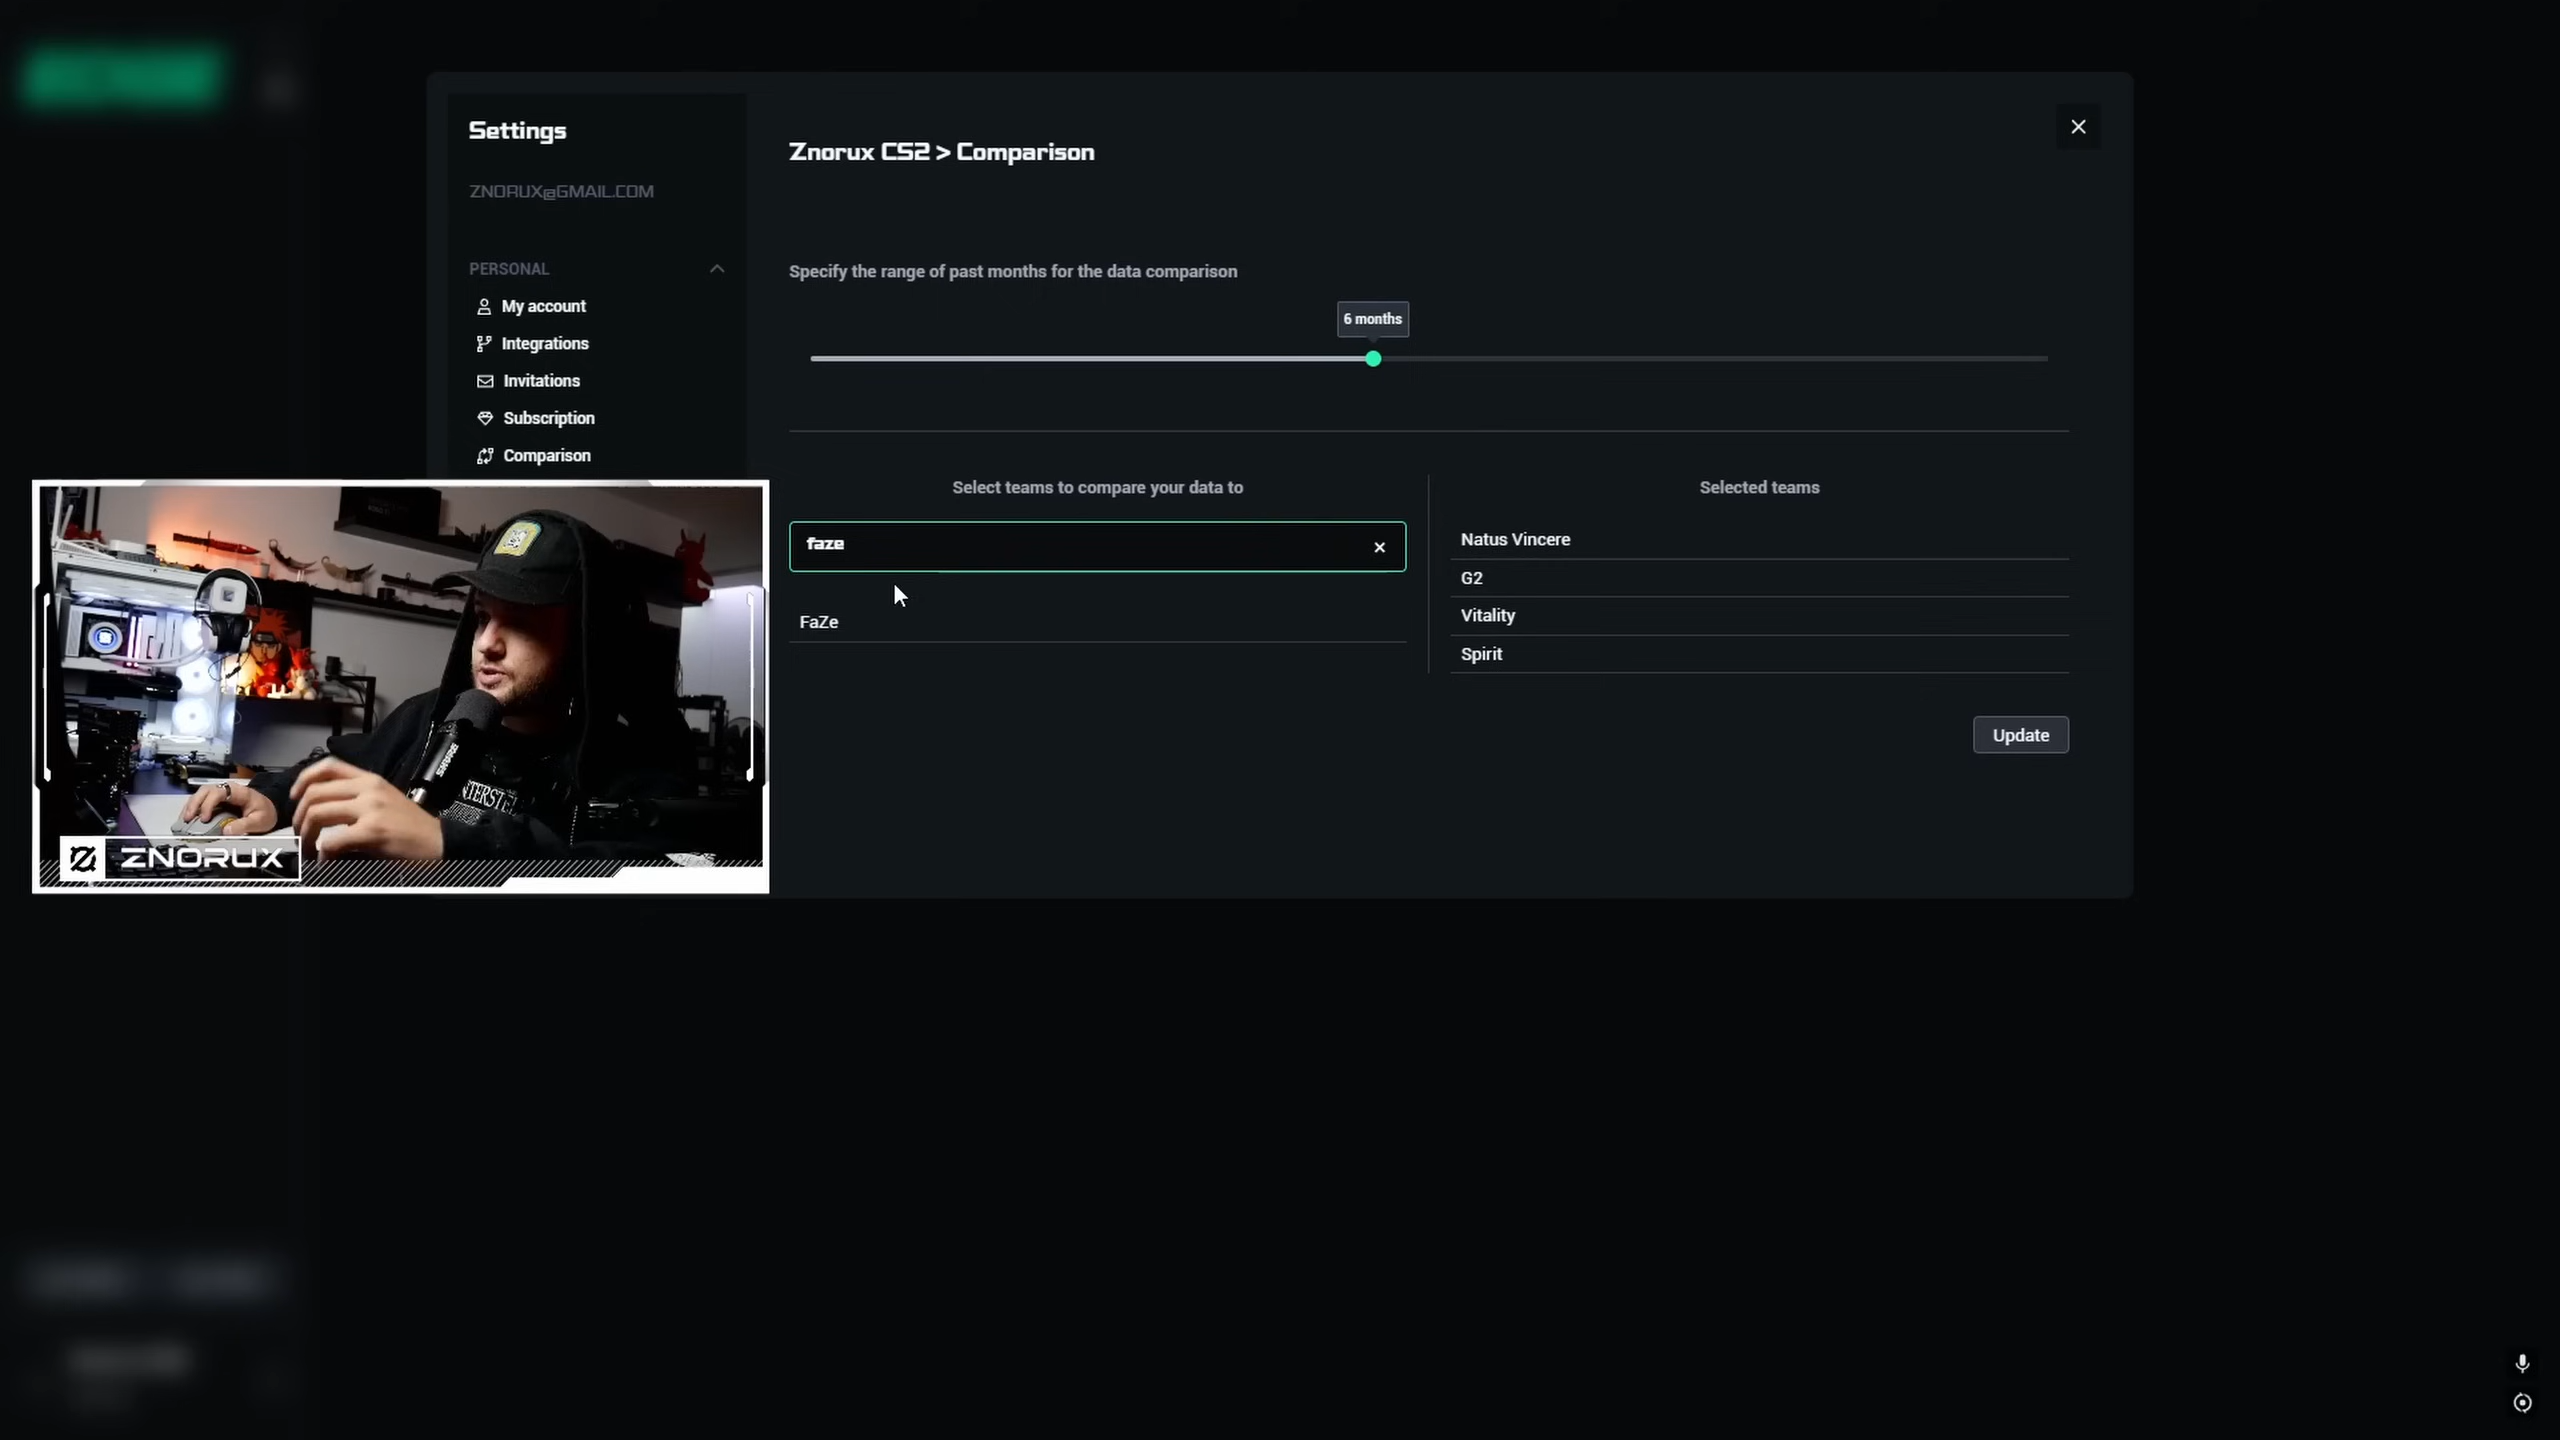 Settings
ZNORUX@GMAIL.COM
PERSONAL
My account
Integrations
Invitations
Subscription
Comparison
Znorux CS2 > Comparison
Specify the range of past months for the data comparison
6 months
Select teams to compare your data to
faze
FaZe
Selected teams
Natus Vincere
G2
Vitality
Spirit
Update
SHURE
ZNORUX